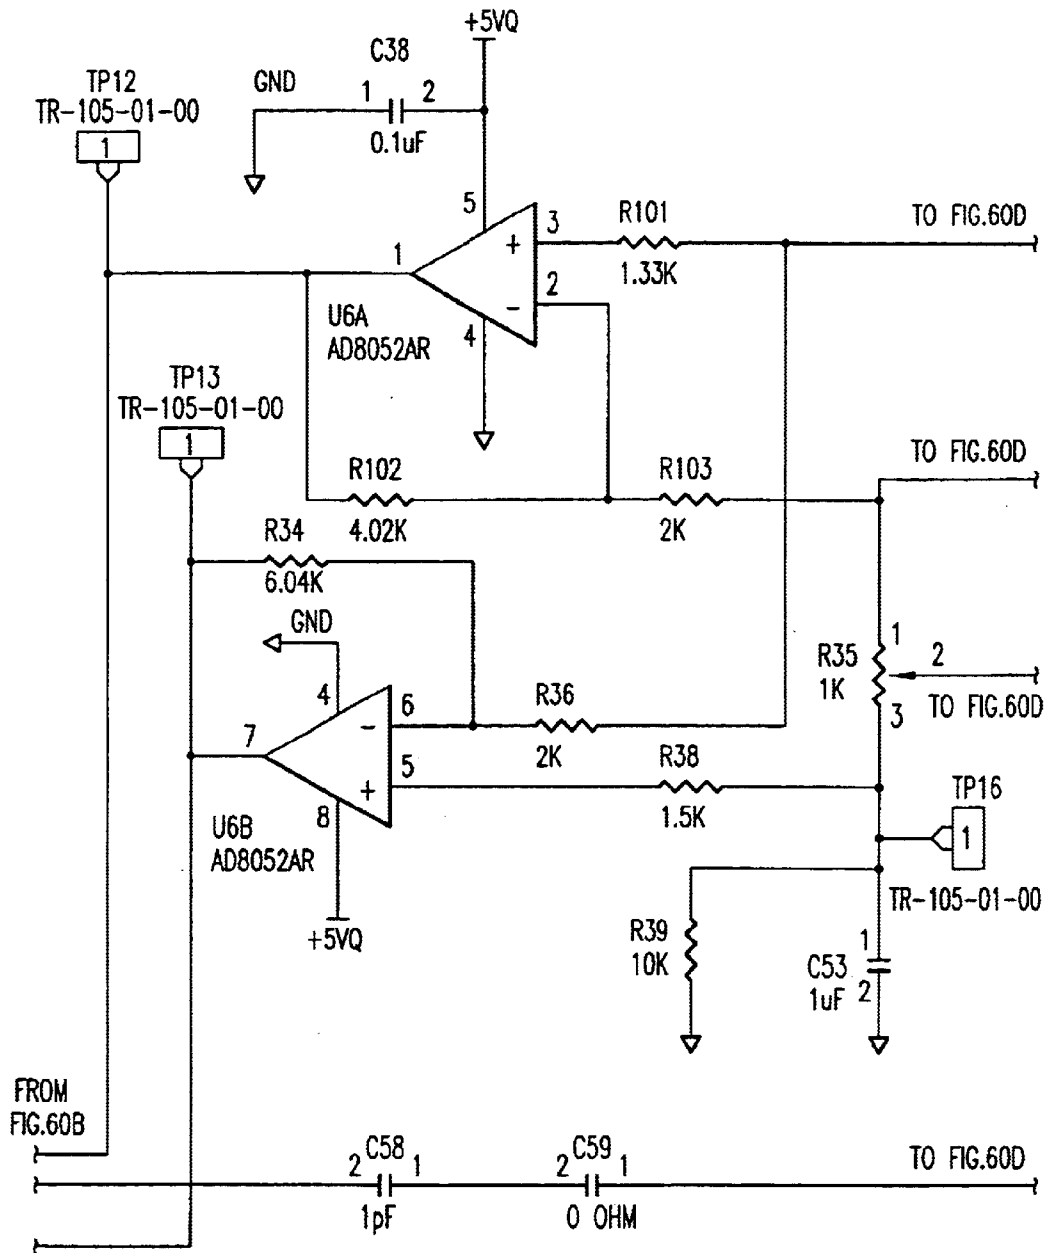 +5VQ
C38
GND
1
2
0.1uF
TP12
TR-105-01-00
1
5
3
R101
TO FIG.60D
1
+
1.33K
2
-
U6A
AD8052AR
4
TP13
TR-105-01-00
1
TO FIG.60D
R102
R103
4.02K
2K
R34
6.04K
GND
1
R35
1K
2
4
R36
3
TO FIG.60D
6
7
-
2K
5
R38
+
1.5K
TP16
8
1
U6B
AD8052AR
TR-105-01-00
R39
10K
1
C53
1uF
2
+5VQ
FROM
FIG.60B
C58
C59
TO FIG.60D
2
1
2
1
1pF
0 OHM